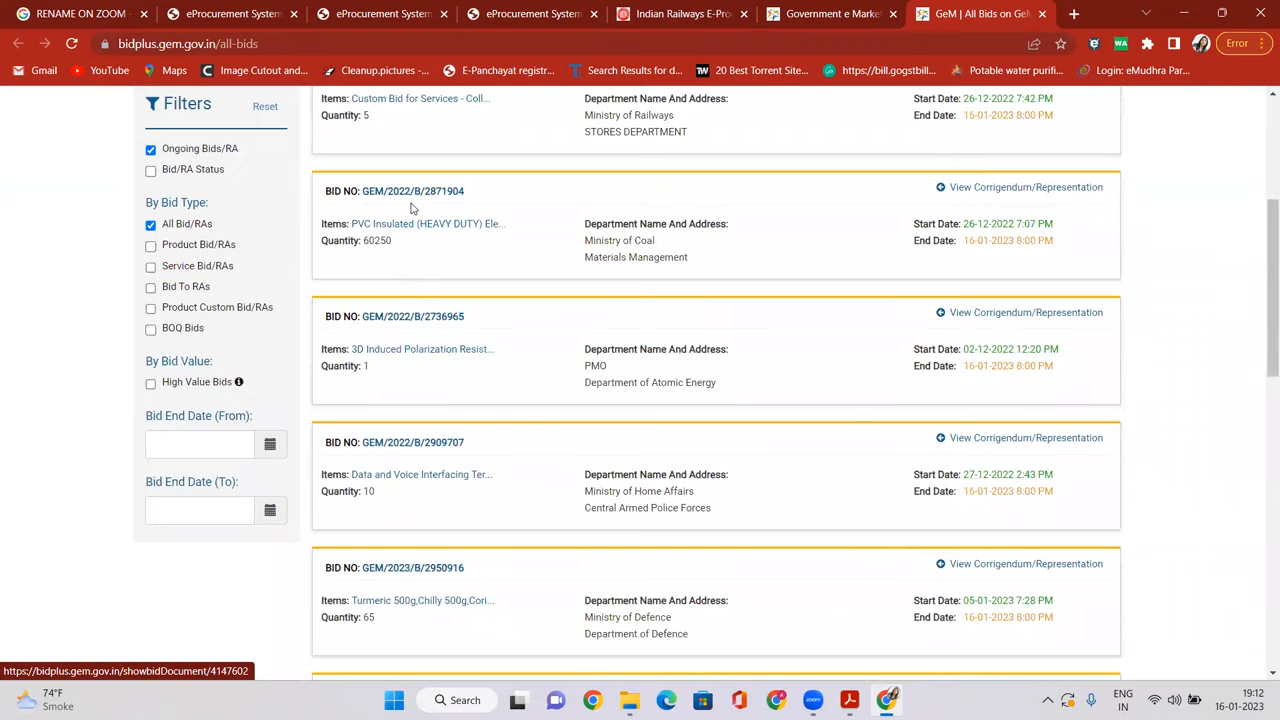 RENAME ON ZOOM -
eProcurement System
eProcurement System
eProcurement System
Indian Railways E-Pro
Government e Marke
GeM | All Bids on GeM
bidplus.gem.gov.in/all-bids
Error
Gmail
YouTube
Maps
Image Cutout and...
Cleanup.pictures -...
E-Panchayat registr...
Search Results for d...
20 Best Torrent Site...
https://bill.gogstbill...
Potable water purifi...
Login: eMudhra Par...
Filters
Reset
Ongoing Bids/RA
Bid/RA Status
By Bid Type:
All Bid/RAs
Product Bid/RAs
Service Bid/RAs
Bid To RAs
Product Custom Bid/RAs
BOQ Bids
By Bid Value:
High Value Bids
Bid End Date (From):
Bid End Date (To):
Items: Custom Bid for Services - Coll...
Quantity: 5
Department Name And Address:
Ministry of Railways
STORES DEPARTMENT
Start Date: 26-12-2022 7:42 PM
End Date: 16-01-2023 8:00 PM
BID NO: GEM/2022/B/2871904
View Corrigendum/Representation
Items: PVC Insulated (HEAVY DUTY) Ele...
Quantity: 60250
Department Name And Address:
Ministry of Coal
Materials Management
Start Date: 26-12-2022 7:07 PM
End Date: 16-01-2023 8:00 PM
BID NO: GEM/2022/B/2736965
View Corrigendum/Representation
Items: 3D Induced Polarization Resist...
Quantity: 1
Department Name And Address:
PMO
Department of Atomic Energy
Start Date: 02-12-2022 12:20 PM
End Date: 16-01-2023 8:00 PM
BID NO: GEM/2022/B/2909707
View Corrigendum/Representation
Items: Data and Voice Interfacing Ter...
Quantity: 10
Department Name And Address:
Ministry of Home Affairs
Central Armed Police Forces
Start Date: 27-12-2022 2:43 PM
End Date: 16-01-2023 8:00 PM
BID NO: GEM/2023/B/2950916
View Corrigendum/Representation
Items: Turmeric 500g,Chilly 500g,Cori...
Quantity: 65
Department Name And Address:
Ministry of Defence
Department of Defence
Start Date: 05-01-2023 7:28 PM
End Date: 16-01-2023 8:00 PM
https://bidplus.gem.gov.in/showbidDocument/4147602
74°F
Smoke
Search
ENG
IN
19:12
16-01-2023